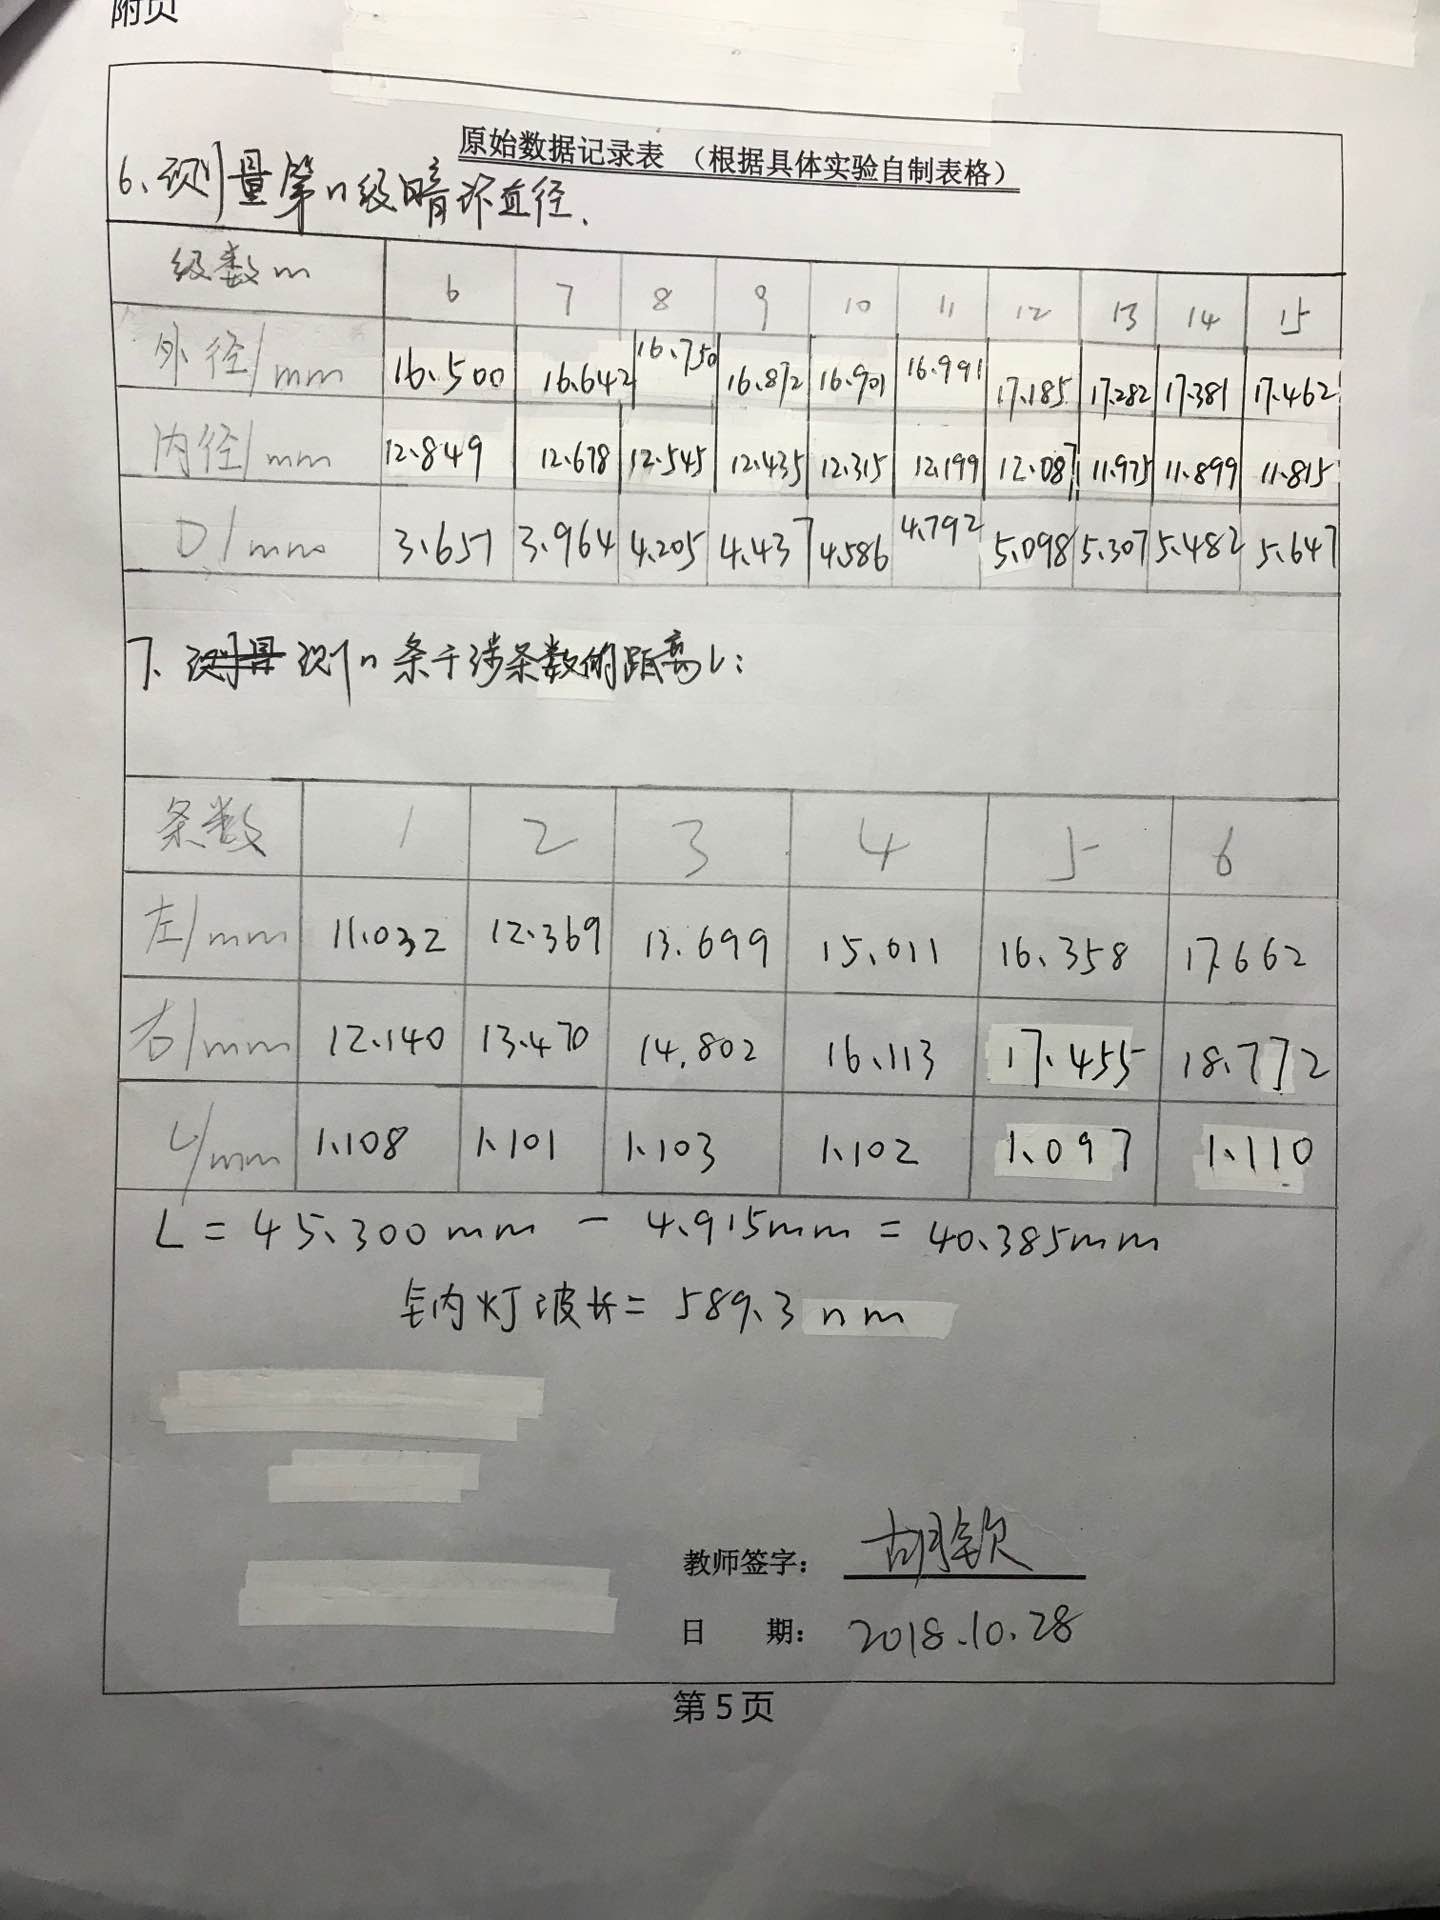 附页
原始数据记录表 (根据具体实验自制表格)
6、测量第n级暗环直径.
级数m 6 7 8 9 10 11 12 13 14 15
外径/mm 16.500 16.642 16.750 16.872 16.901 16.991 17.185 17.282 17.381 17.462
内径/mm 12.849 12.678 12.545 12.435 12.315 12.199 12.087 11.975 11.899 11.815
D/mm 3.651 3.964 4.205 4.437 4.586 4.792 5.098 5.307 5.482 5.647
7、测n条干涉条数的距离L:
条数 1 2 3 4 5 6
左/mm 11.032 12.369 13.699 15.011 16.358 17.662
右/mm 12.140 13.470 14.802 16.113 17.455 18.772
L/mm 1.108 1.101 1.103 1.102 1.097 1.110
L = 45.300mm - 4.915mm = 40.385mm
钠灯波长= 589.3nm
教师签字: 胡钦
日 期: 2018.10.28
第5页